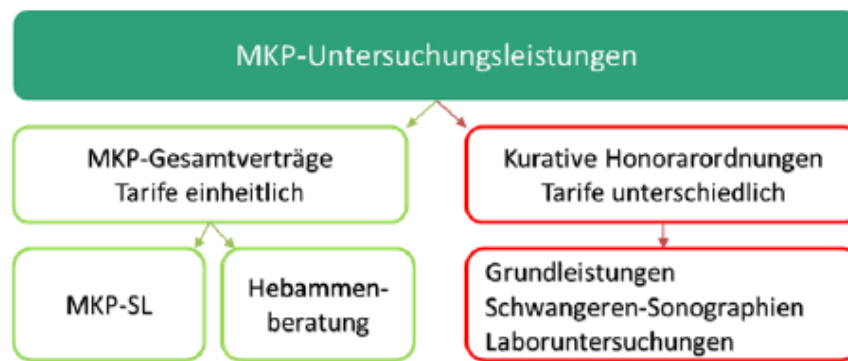 MKP-Untersuchungsleistungen
MKP-Gesamtverträge
Tarife einheitlich
Kurative Honorarordnungen
Tarife unterschiedlich
MKP-SL
Hebammen-
beratung
Grundleistungen
Schwangeren-Sonographien
Laboruntersuchungen